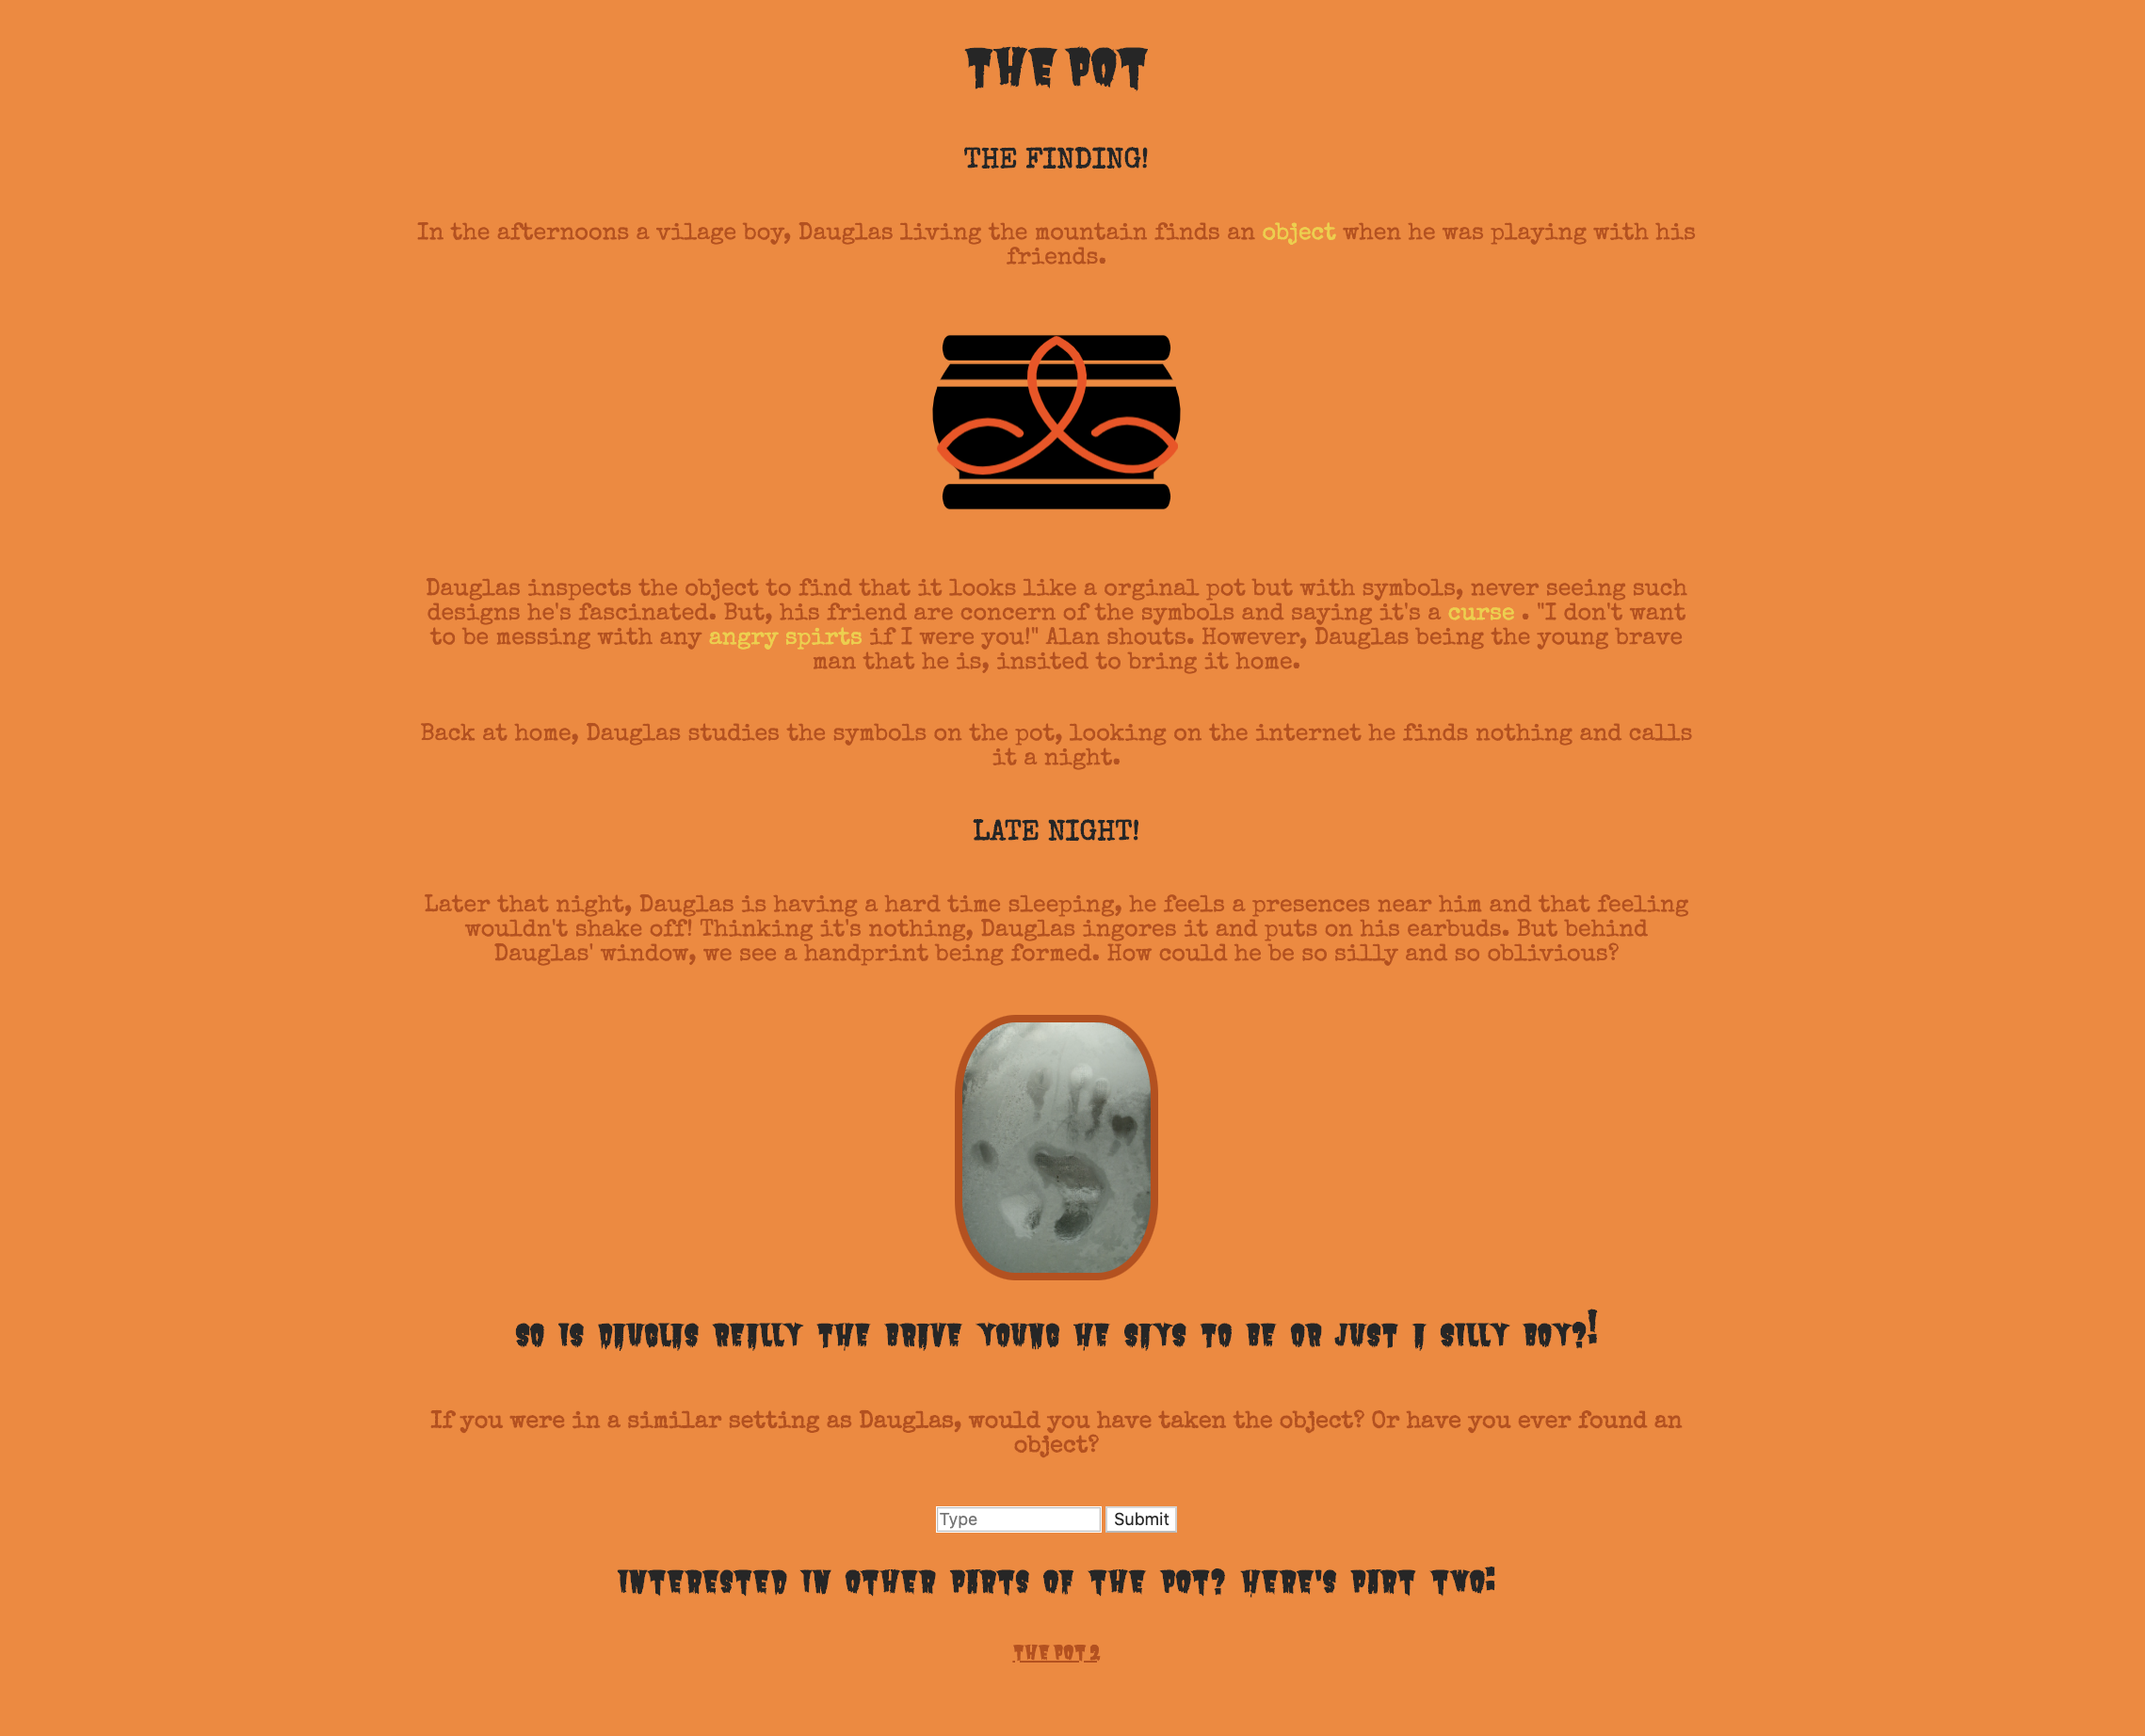 THE POT
THE FINDING!
In the afternoons a vilage boy, Dauglas living the mountain finds an object when he was playing with his
friends.
Dauglas inspects the object to find that it looks like a orginal pot but with symbols, never seeing such
designs he's fascinated. But, his friend are concern of the symbols and saying it's a curse . "I don't want
to be messing with any angry spirts if I were you!" Alan shouts. However, Dauglas being the young brave
man that he is, insited to bring it home.
Back at home, Dauglas studies the symbols on the pot, looking on the internet he finds nothing and calls
it a night.
LATE NIGHT!
Later that night, Dauglas is having a hard time sleeping, he feels a presences near him and that feeling
wouldn't shake off! Thinking it's nothing, Dauglas ingores it and puts on his earbuds. But behind
Dauglas' window, we see a handprint being formed. How could he be so silly and so oblivious?
SO IS DAUGLAS REALLY THE BRAVE YOUNG HE SAYS TO BE OR JUST A SILLY BOY?!
If you were in a similar setting as Dauglas, would you have taken the object? Or have you ever found an
object?
Type Submit
INTERESTED IN OTHER PARTS OF THE POT? HERE'S PART TWO:
THE POT 2